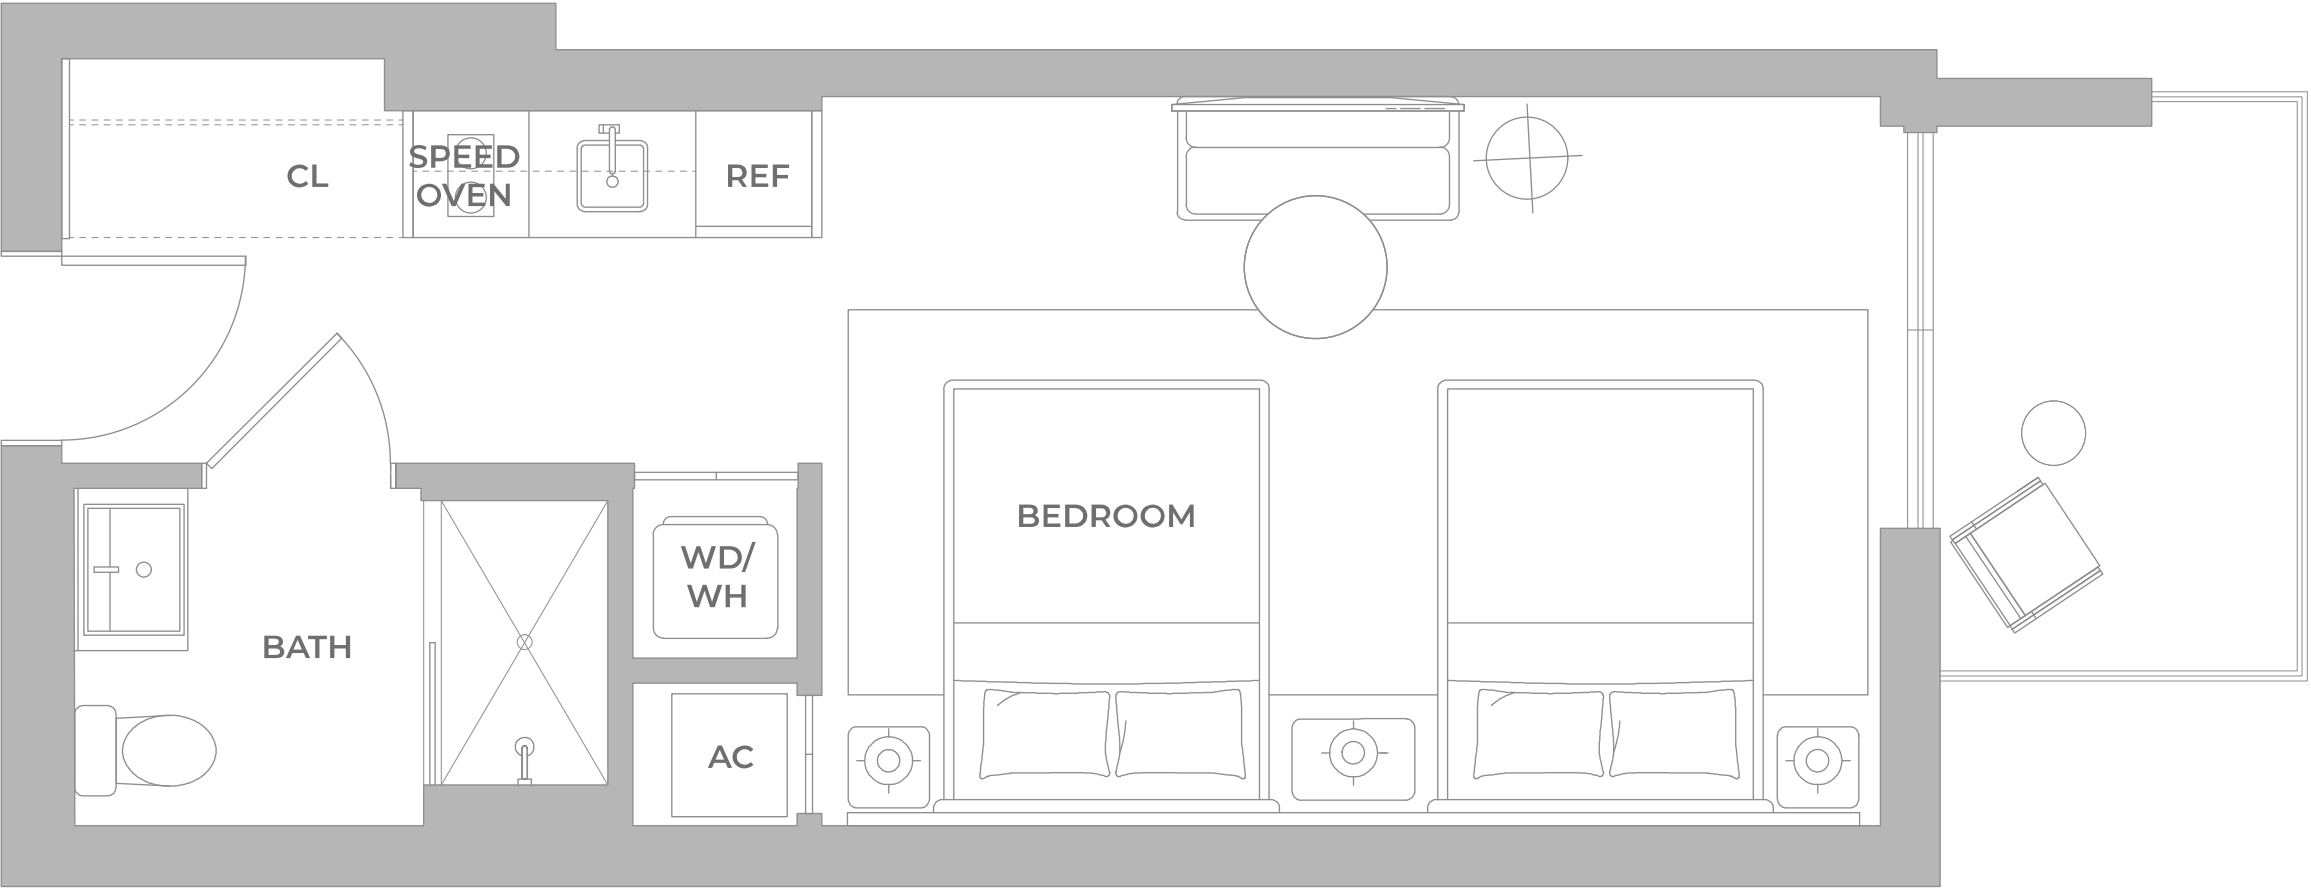 CL
SPEED
OVEN
REF
BEDROOM
WD/
WH
BATH
AC